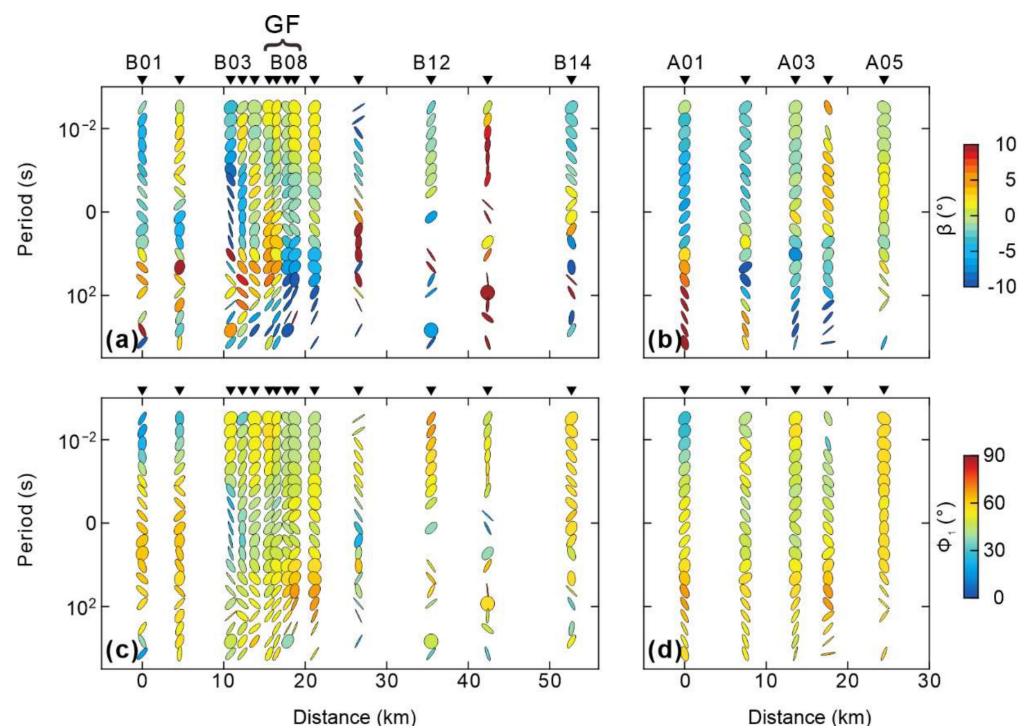 GF
B01 B03 B08 B12 B14 A01 A03 A05
Period (s)
10⁻²
0
10²
(a)
(b)
β (°)
10
5
0
-5
-10
Period (s)
10⁻²
0
10²
(c)
(d)
Φ₁ (°)
90
60
30
0
0 10 20 30 40 50 0 10 20 30
Distance (km) Distance (km)